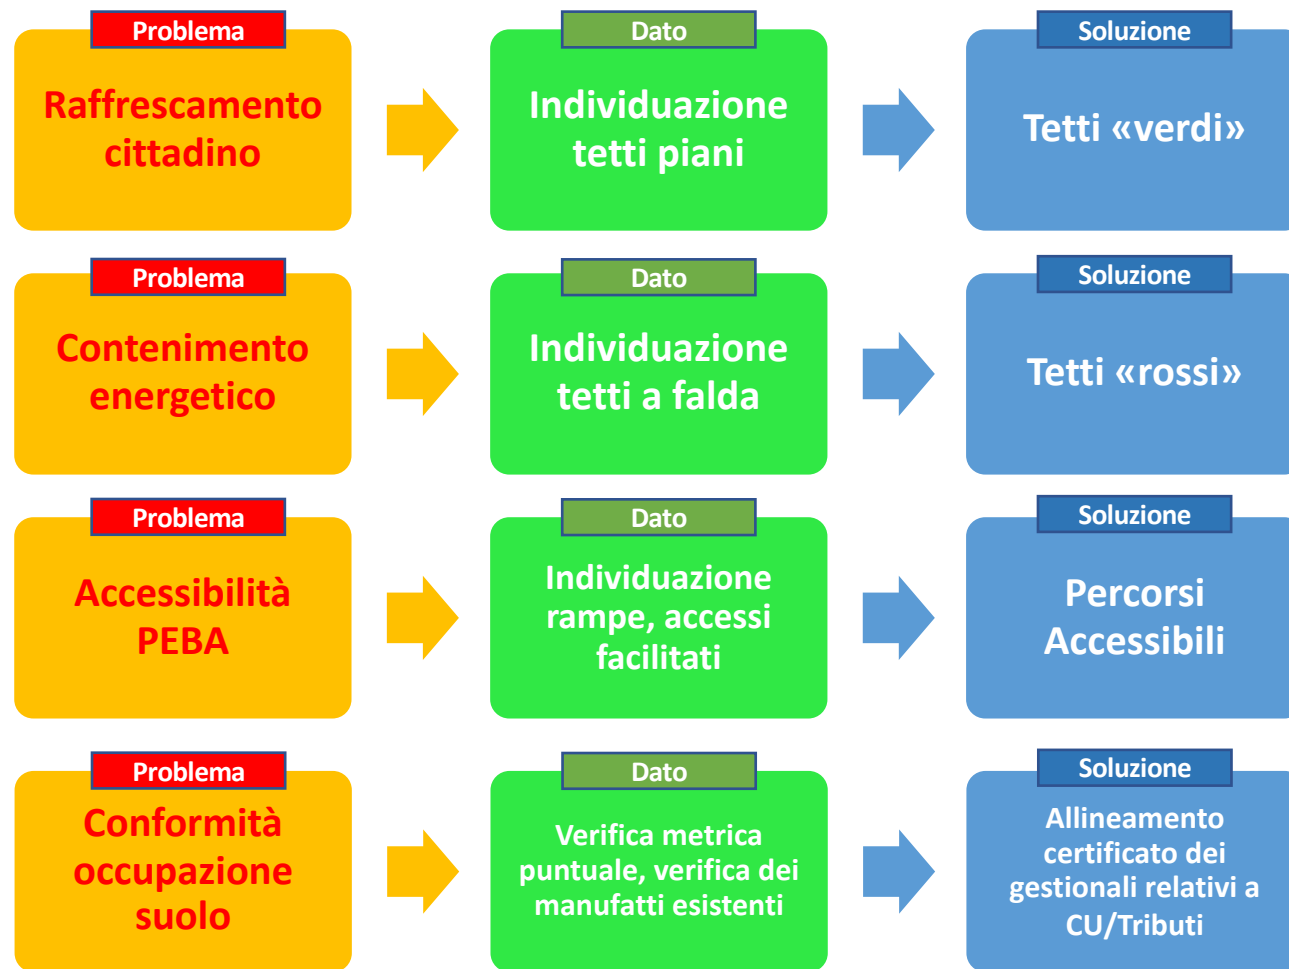 Problema
Raffrescamento
cittadino
Dato
Individuazione
tetti piani
Soluzione
Tetti «verdi»
Problema
Contenimento
energetico
Dato
Individuazione
tetti a falda
Soluzione
Tetti «rossi»
Problema
Accessibilità
PEBA
Dato
Individuazione
rampe, accessi
facilitati
Soluzione
Percorsi
Accessibili
Problema
Conformità
occupazione
suolo
Dato
Verifica metrica
puntuale, verifica dei
manufatti esistenti
Soluzione
Allineamento
certificato dei
gestionali relativi a
CU/Tributi